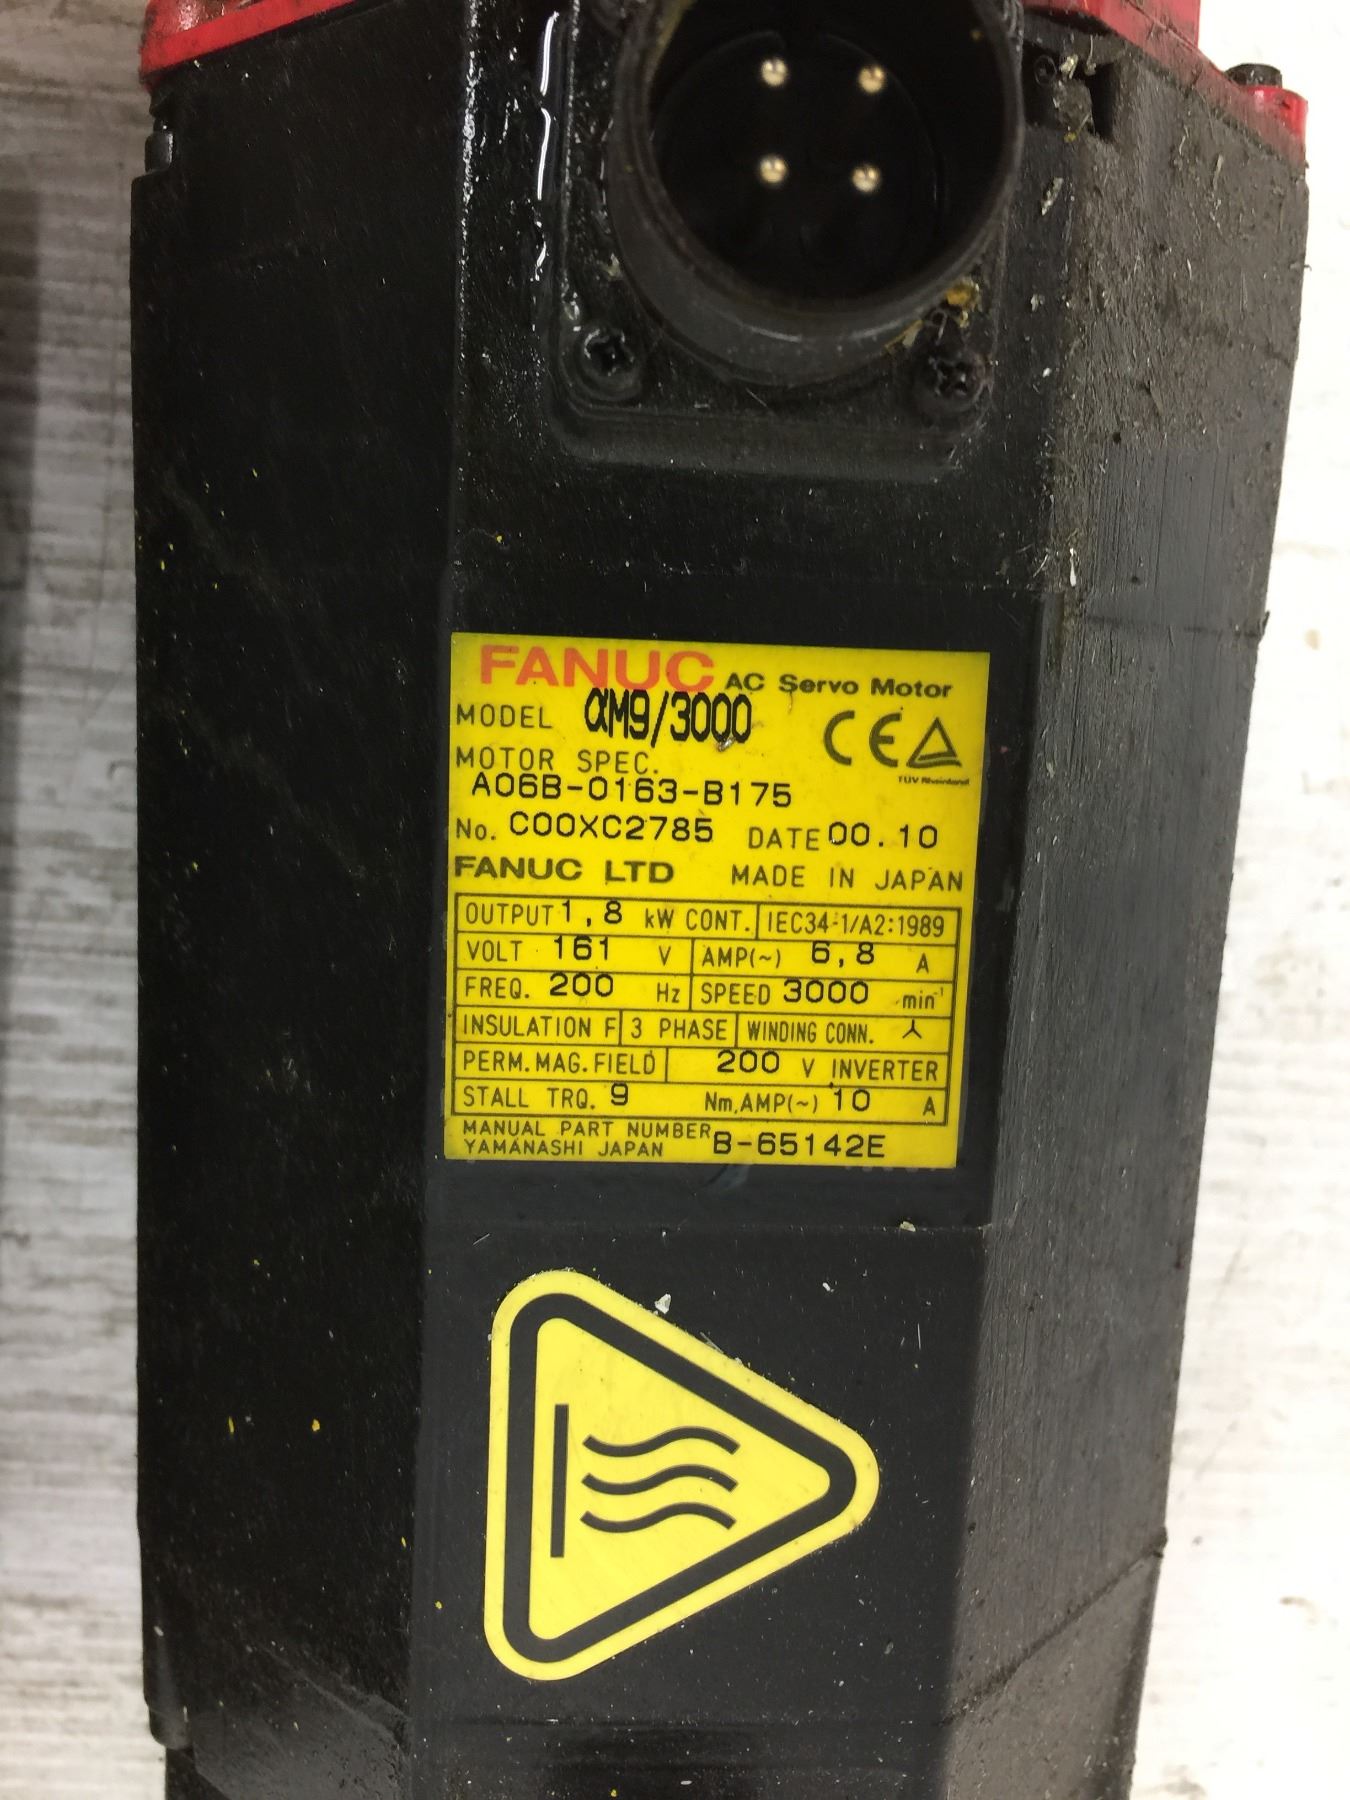 FANUC AC Servo Motor
MODEL αM9/3000
CE
TÜV Rheinland
MOTOR SPEC.
A06B-0163-B175
No. C00XC2785 DATE 00.10
FANUC LTD MADE IN JAPAN
OUTPUT 1,8 kW CONT. IEC34-1/A2:1989
VOLT 161 V AMP(~) 6,8 A
FREQ. 200 Hz SPEED 3000 min⁻¹
INSULATION F 3 PHASE WINDING CONN.
PERM.MAG.FIELD 200 V INVERTER
STALL TRQ. 9 Nm,AMP(~) 10 A
MANUAL PART NUMBER B-65142E
YAMANASHI JAPAN